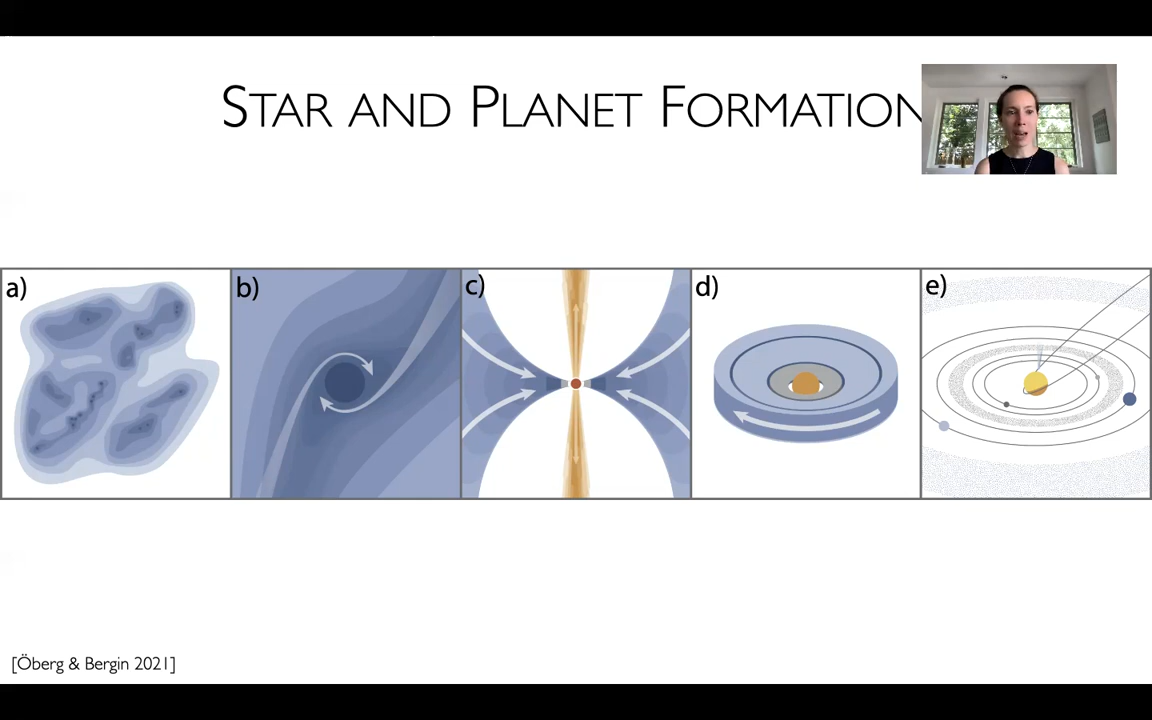 STAR AND PLANET FORMATION
a)
b)
c)
d)
e)
[Öberg & Bergin 2021]